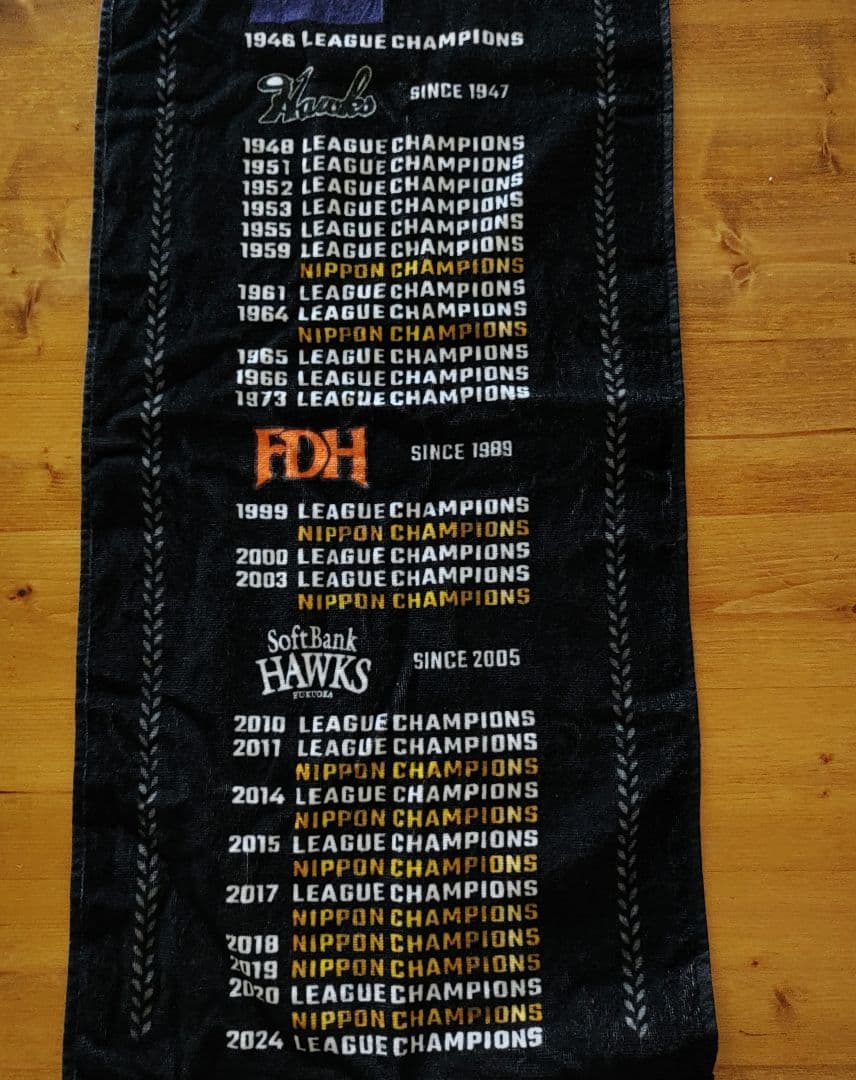 1946 LEAGUE CHAMPIONS
Hawks SINCE 1947
1948 LEAGUE CHAMPIONS
1951 LEAGUE CHAMPIONS
1952 LEAGUE CHAMPIONS
1953 LEAGUE CHAMPIONS
1955 LEAGUE CHAMPIONS
1959 LEAGUE CHAMPIONS
NIPPON CHAMPIONS
1961 LEAGUE CHAMPIONS
1964 LEAGUE CHAMPIONS
NIPPON CHAMPIONS
1965 LEAGUE CHAMPIONS
1966 LEAGUE CHAMPIONS
1973 LEAGUE CHAMPIONS
FDH SINCE 1989
1999 LEAGUE CHAMPIONS
NIPPON CHAMPIONS
2000 LEAGUE CHAMPIONS
2003 LEAGUE CHAMPIONS
NIPPON CHAMPIONS
SoftBank
HAWKS SINCE 2005
FUKUOKA
2010 LEAGUE CHAMPIONS
2011 LEAGUE CHAMPIONS
NIPPON CHAMPIONS
2014 LEAGUE CHAMPIONS
NIPPON CHAMPIONS
2015 LEAGUE CHAMPIONS
NIPPON CHAMPIONS
2017 LEAGUE CHAMPIONS
NIPPON CHAMPIONS
2018 NIPPON CHAMPIONS
2019 NIPPON CHAMPIONS
2020 LEAGUE CHAMPIONS
NIPPON CHAMPIONS
2024 LEAGUE CHAMPIONS